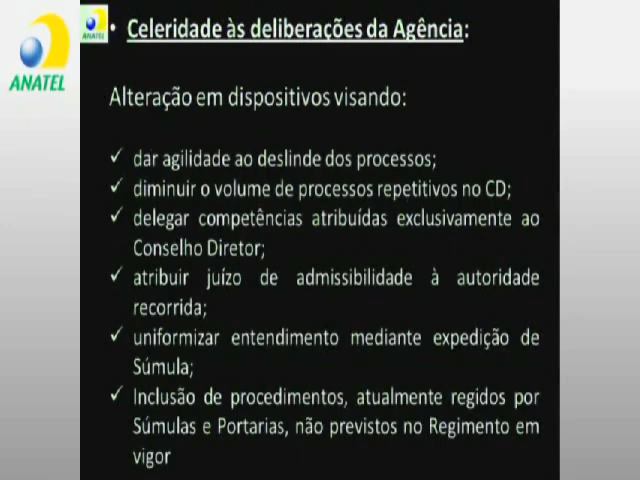 ANATEL
ANATEL
• Celeridade às deliberações da Agência:
Alteração em dispositivos visando:
✓ dar agilidade ao deslinde dos processos;
✓ diminuir o volume de processos repetitivos no CD;
✓ delegar competências atribuídas exclusivamente ao
Conselho Diretor;
✓ atribuir juízo de admissibilidade à autoridade
recorrida;
✓ uniformizar entendimento mediante expedição de
Súmula;
✓ Inclusão de procedimentos, atualmente regidos por
Súmulas e Portarias, não previstos no Regimento em
vigor